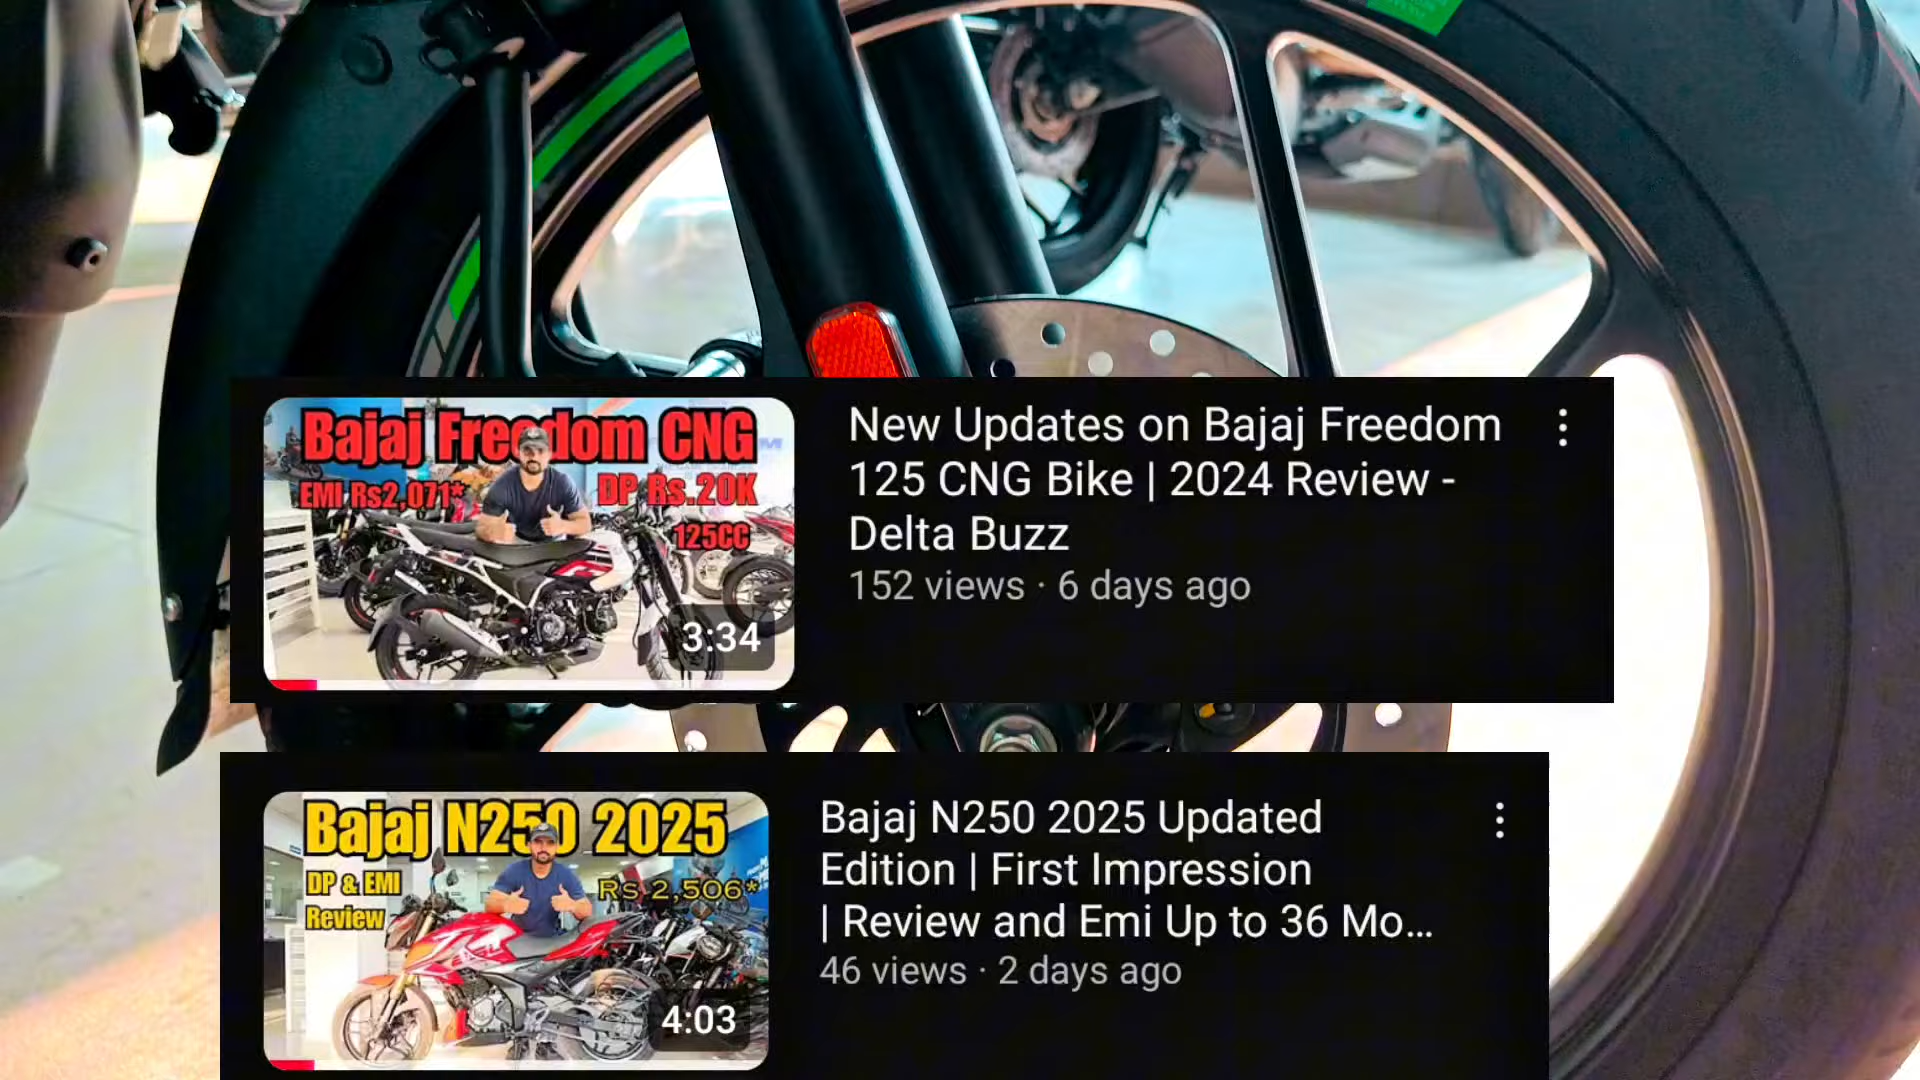 Bajaj Freedom CNG
EMI Rs2,071*
DP Rs.20K
125CC
3:34
New Updates on Bajaj Freedom
125 CNG Bike | 2024 Review -
Delta Buzz
152 views · 6 days ago
Bajaj N250 2025
DP & EMI
Review
Rs 2,506*
4:03
Bajaj N250 2025 Updated
Edition | First Impression
| Review and Emi Up to 36 Mo...
46 views · 2 days ago